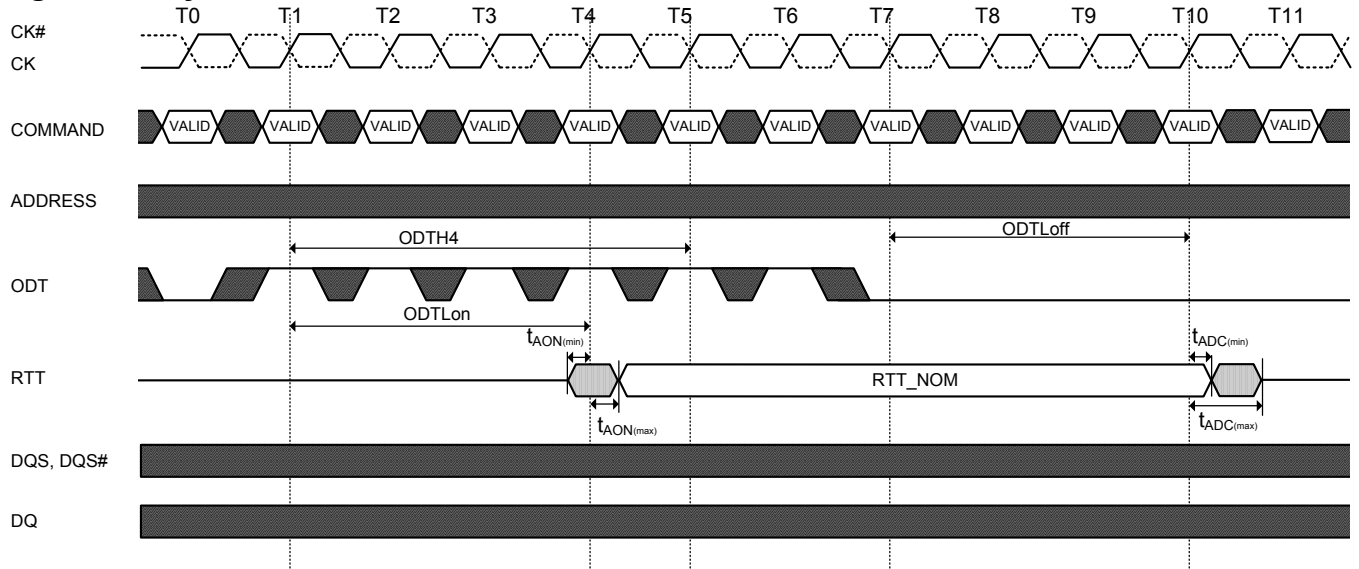 T0 T1 T2 T3 T4 T5 T6 T7 T8 T9 T10 T11
CK#
CK
COMMAND VALID VALID VALID VALID VALID VALID VALID VALID VALID VALID VALID VALID
ADDRESS
ODTH4 ODTLoff
ODT
ODTLon
tAON(min) tADC(min)
RTT RTT_NOM
tAON(max) tADC(max)
DQS, DQS#
DQ